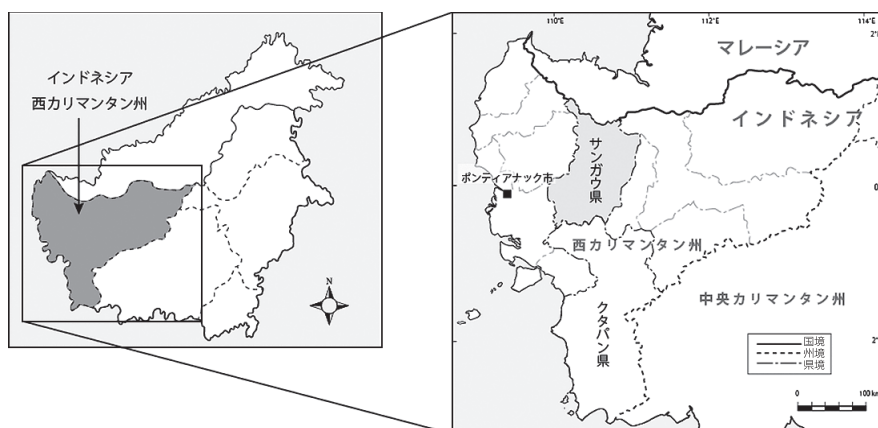 インドネシア
西カリマンタン州
N
110°E
112°E
114°E
2°
マレーシア
インドネシア
サンガウ県
ポンティアナック市
0
西カリマンタン州
中央カリマンタン州
クタパン県
国境
州境
県境
2°
0
100km